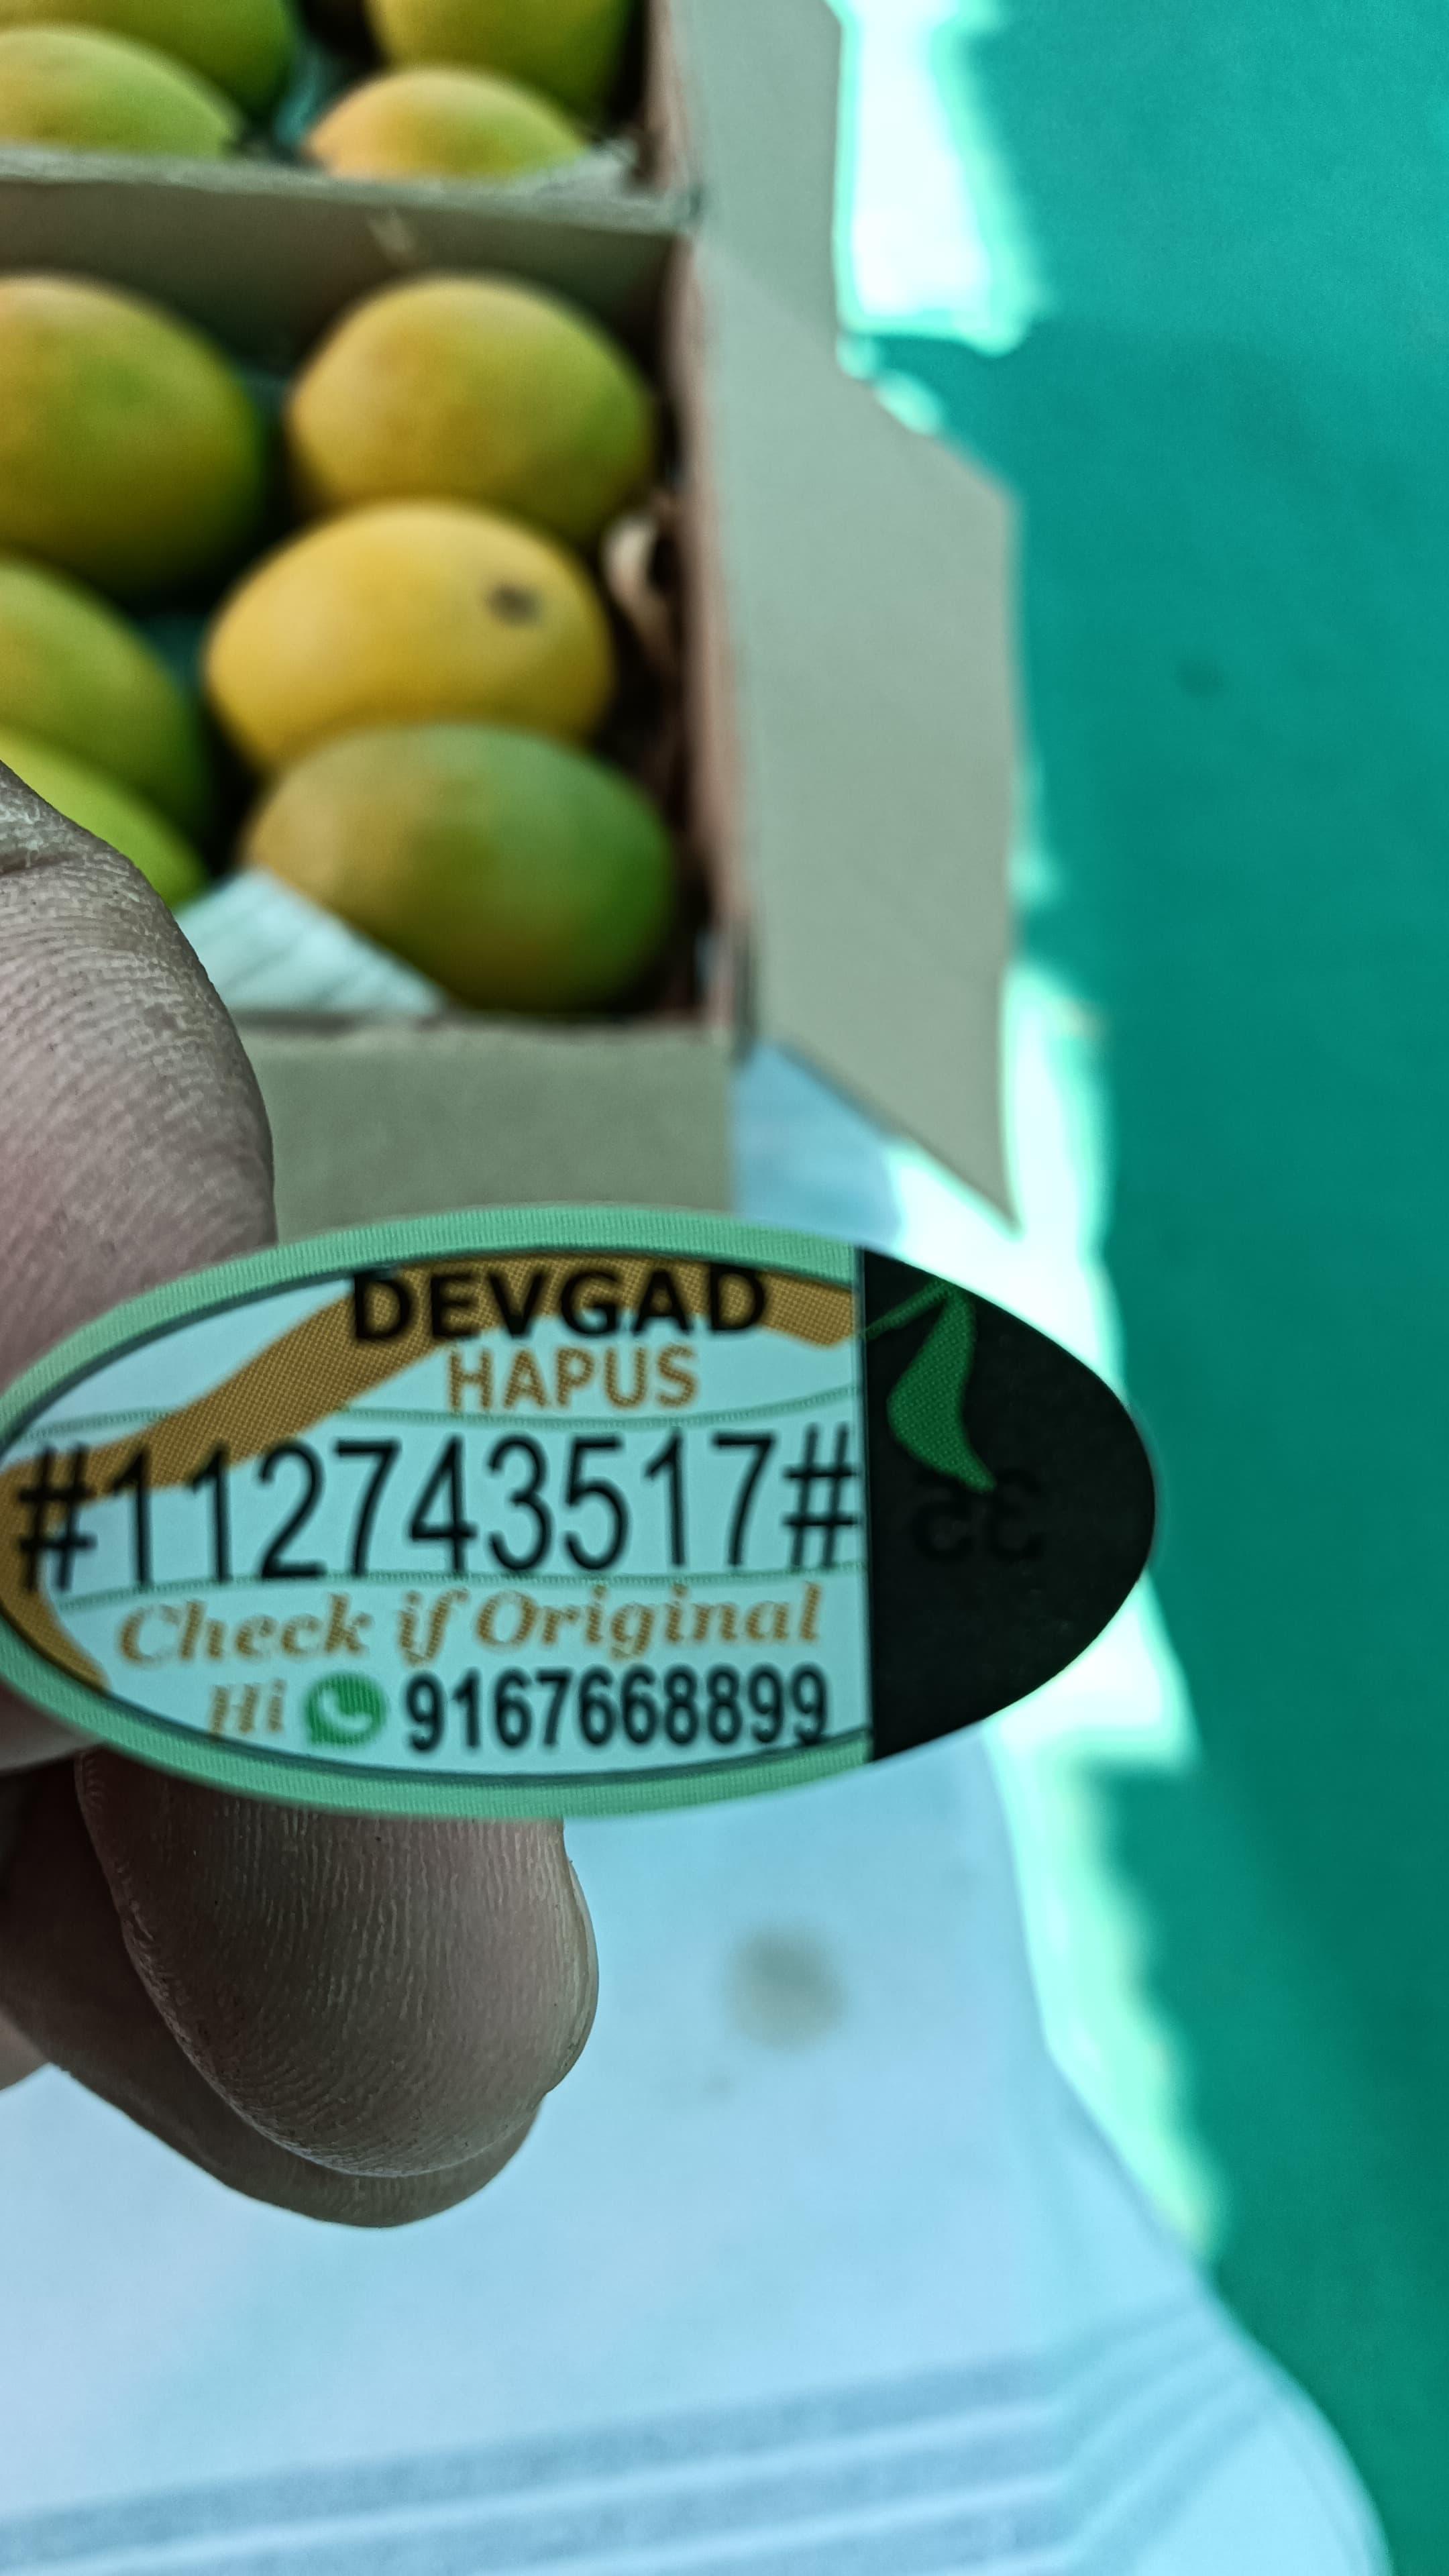 DEVGAD
HAPUS
#112743517#
Check if Original
Hi 9167668899